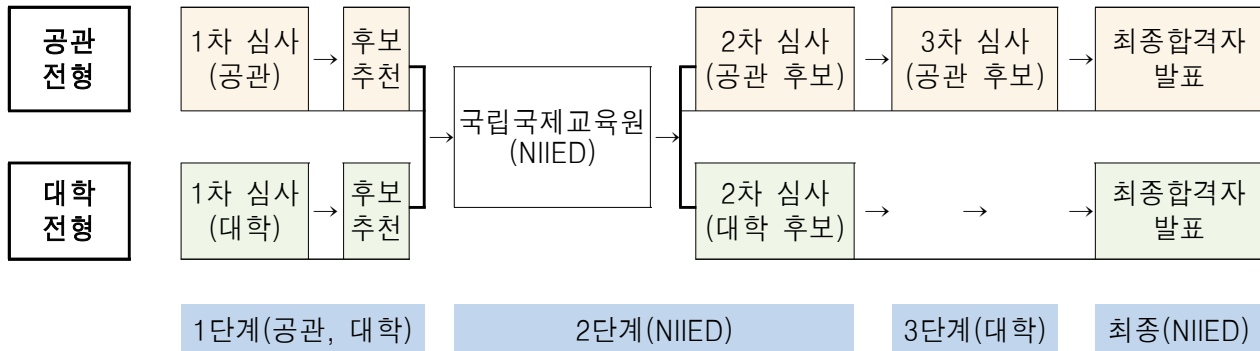 공관
전형
1차 심사
(공관)
→
후보
추천
→
국립국제교육원
(NIIED)
→
2차 심사
(공관 후보)
→
3차 심사
(공관 후보)
→
최종합격자
발표
대학
전형
1차 심사
(대학)
→
후보
추천
2차 심사
(대학 후보)
→
→
→
최종합격자
발표
1단계(공관, 대학)
2단계(NIIED)
3단계(대학)
최종(NIIED)